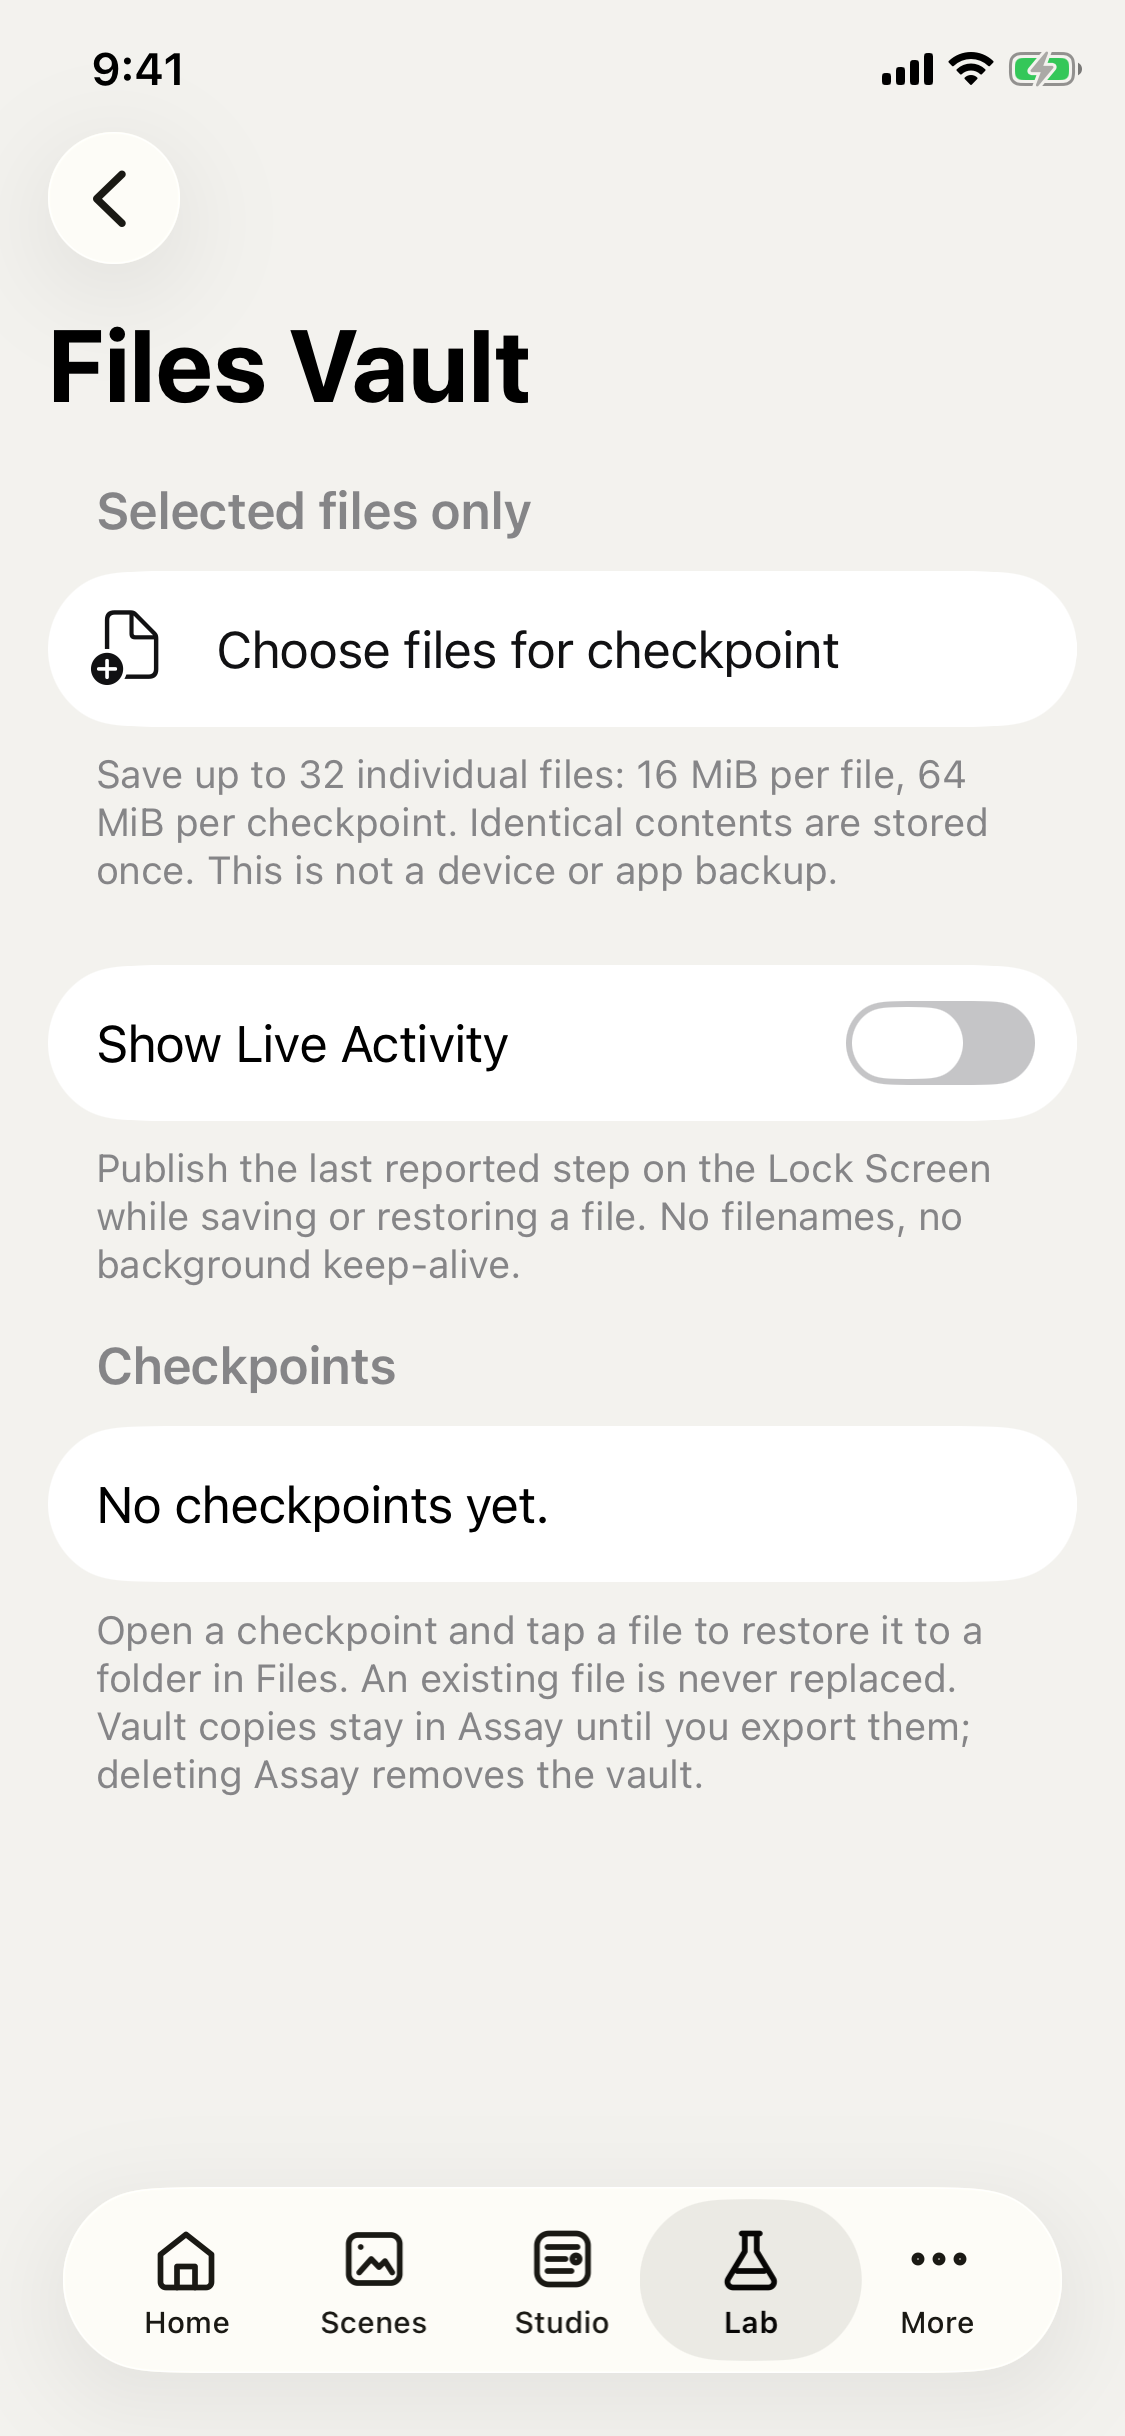 9:41
Files Vault
Selected files only
Choose files for checkpoint
Save up to 32 individual files: 16 MiB per file, 64
MiB per checkpoint. Identical contents are stored
once. This is not a device or app backup.
Show Live Activity
Publish the last reported step on the Lock Screen
while saving or restoring a file. No filenames, no
background keep-alive.
Checkpoints
No checkpoints yet.
Open a checkpoint and tap a file to restore it to a
folder in Files. An existing file is never replaced.
Vault copies stay in Assay until you export them;
deleting Assay removes the vault.
Home Scenes Studio Lab More